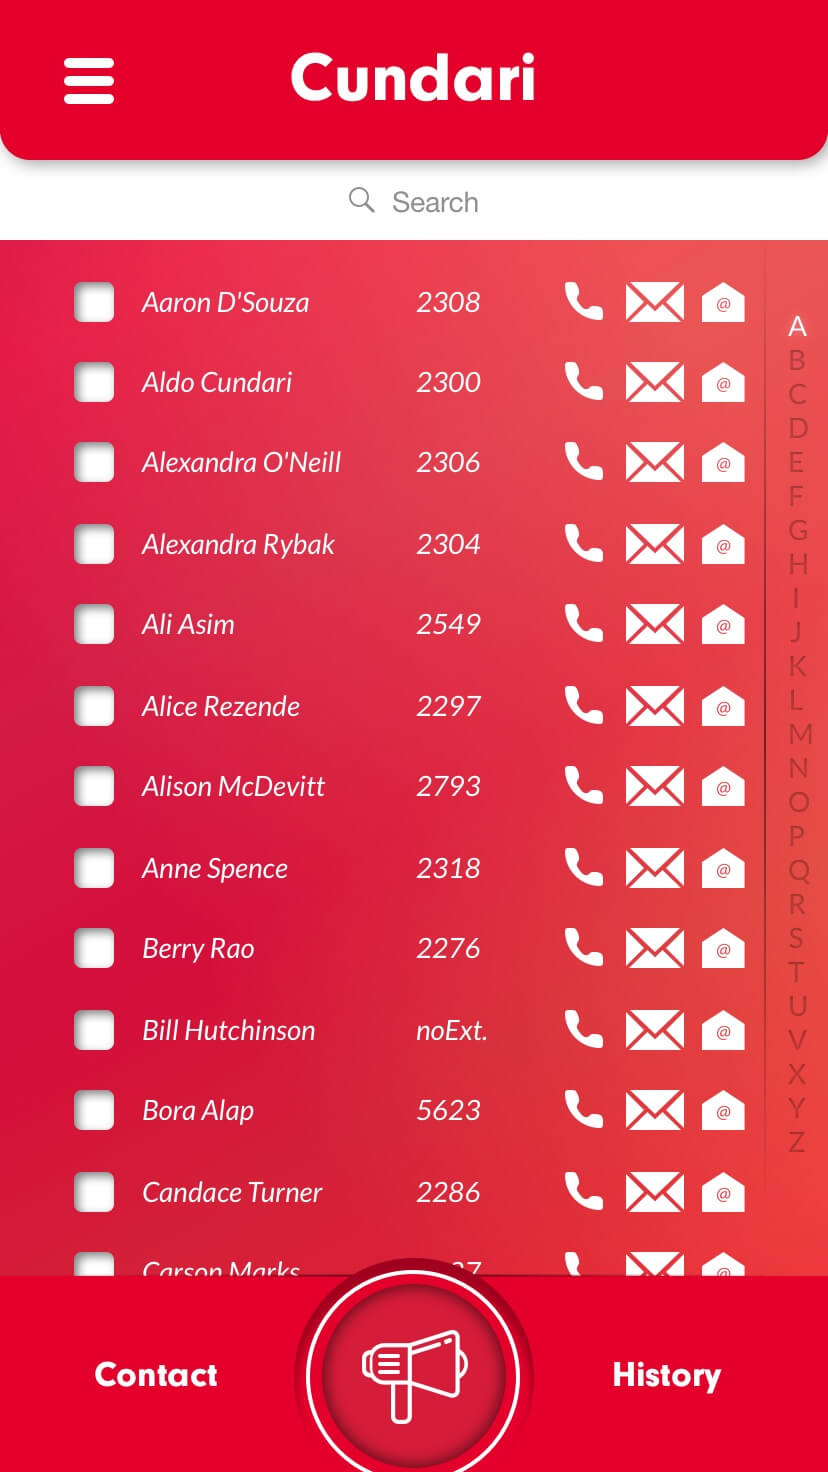 Cundari
Search
Aaron D'Souza 2308 @
Aldo Cundari 2300 @
Alexandra O'Neill 2306 @
Alexandra Rybak 2304 @
Ali Asim 2549 @
Alice Rezende 2297 @
Alison McDevitt 2793 @
Anne Spence 2318 @
Berry Rao 2276 @
Bill Hutchinson noExt. @
Bora Alap 5623 @
Candace Turner 2286 @
Carson Marks @
A
B
C
D
E
F
G
H
I
J
K
L
M
N
O
P
Q
R
S
T
U
V
X
Y
Z
Contact
History